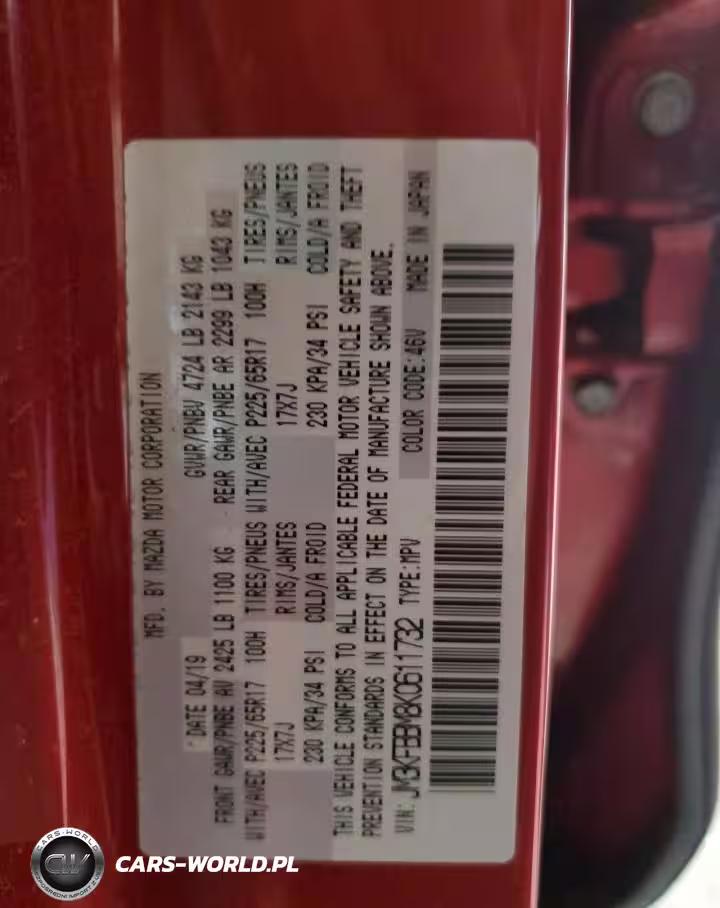 MFD. BY MAZDA MOTOR CORPORATION
DATE 04/19 GVWR/PNBV 4724 LB 2143 KG
FRONT GAWR/PNBE AV 2425 LB 1100 KG REAR GAWR/PNBE AR 2299 LB 1043 KG
WITH/AVEC P225/65R17 100H TIRES/PNEUS WITH/AVEC P225/65R17 100H TIRES/PNEUS
17X7J RIMS/JANTES 17X7J RIMS/JANTES
230 KPA/34 PSI COLD/A FROID 230 KPA/34 PSI COLD/A FROID
THIS VEHICLE CONFORMS TO ALL APPLICABLE FEDERAL MOTOR VEHICLE SAFETY AND THEFT
PREVENTION STANDARDS IN EFFECT ON THE DATE OF MANUFACTURE SHOWN ABOVE.
VIN: JM3KFBBM8K0611732 TYPE:MPV COLOR CODE:46V MADE IN JAPAN
CARS-WORLD.PL
CW
CARS-WORLD.PL